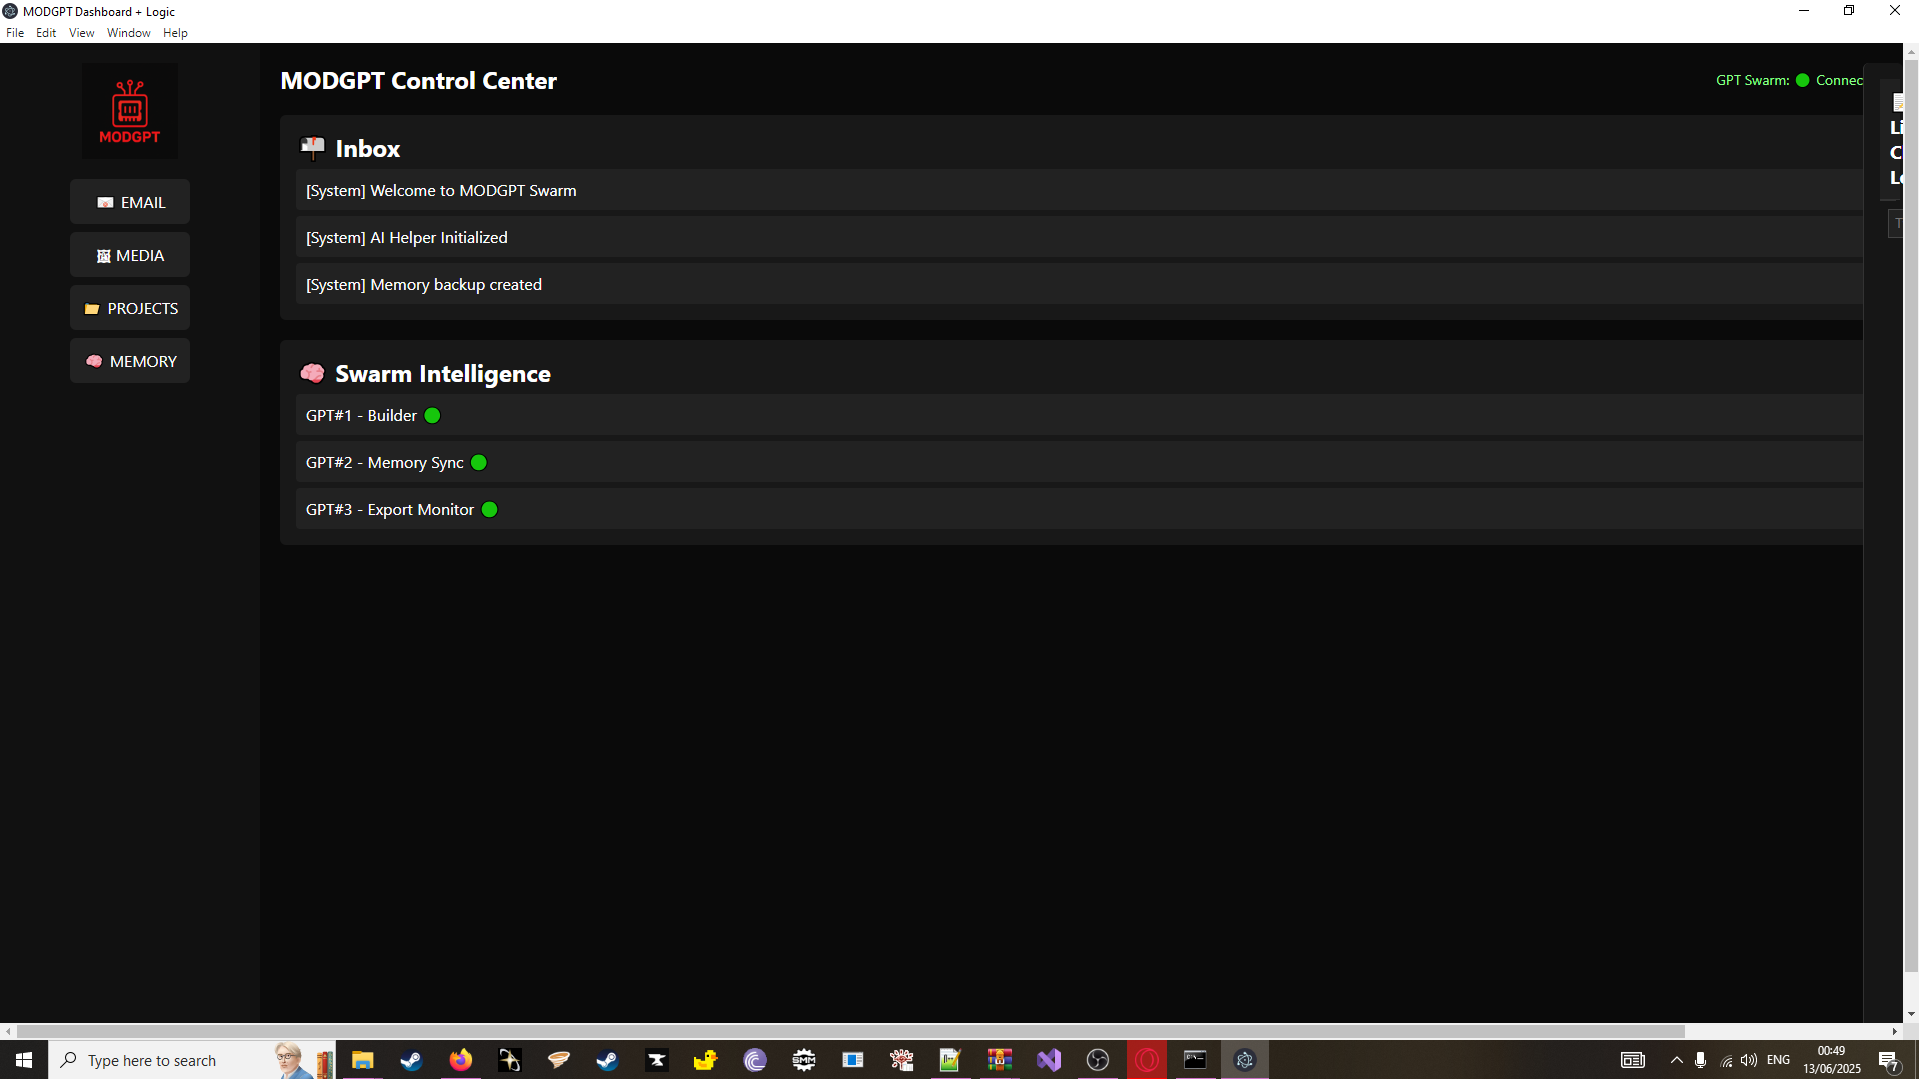 MODGPT Dashboard + Logic
File Edit View Window Help
MODGPT
EMAIL
MEDIA
PROJECTS
MEMORY
MODGPT Control Center
GPT Swarm: Connec
Inbox
[System] Welcome to MODGPT Swarm
[System] AI Helper Initialized
[System] Memory backup created
Swarm Intelligence
GPT#1 - Builder
GPT#2 - Memory Sync
GPT#3 - Export Monitor
Li
C
Lo
T
Type here to search
SMM
ENG
00:49
13/06/2025
7